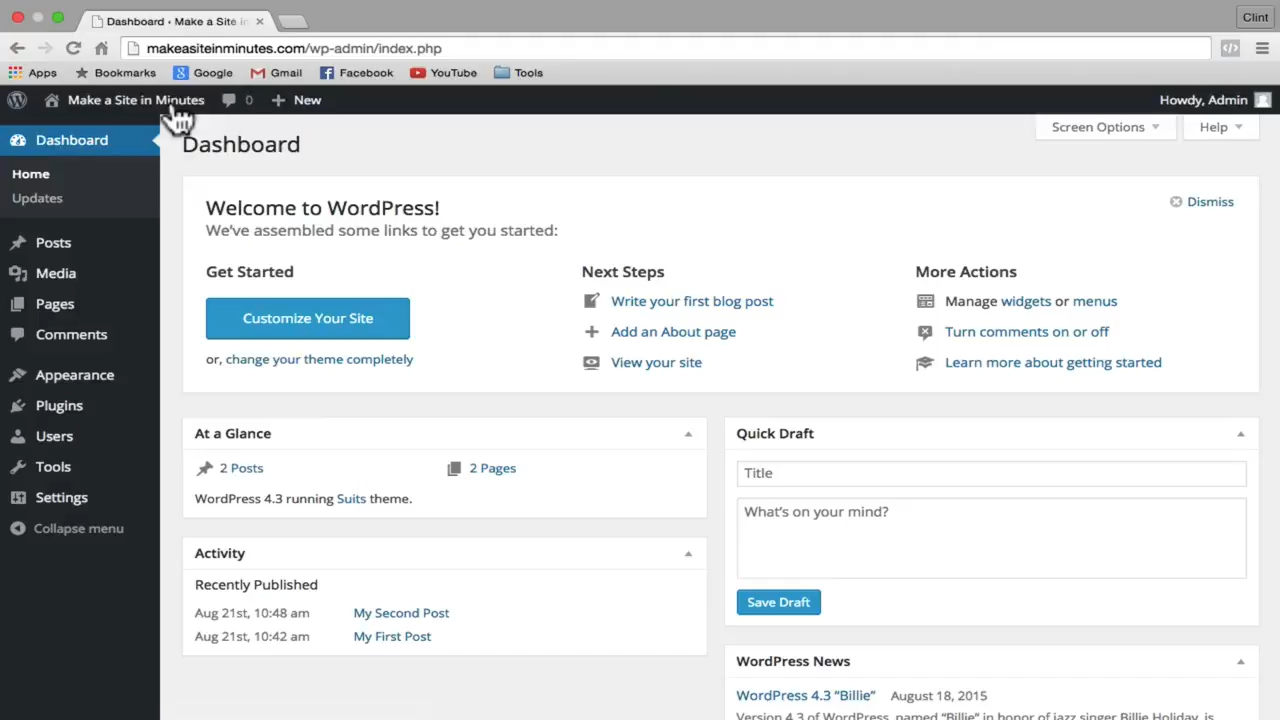 Dashboard ‹ Make a Site in
Clint
makeasiteinminutes.com/wp-admin/index.php
Apps Bookmarks Google Gmail Facebook YouTube Tools
Make a Site in Minutes 0 New Howdy, Admin
Dashboard
Home
Updates
Posts
Media
Pages
Comments
Appearance
Plugins
Users
Tools
Settings
Collapse menu
Screen Options Help
Dashboard
Welcome to WordPress!
Dismiss
We've assembled some links to get you started:
Get Started
Customize Your Site
or, change your theme completely
Next Steps
Write your first blog post
Add an About page
View your site
More Actions
Manage widgets or menus
Turn comments on or off
Learn more about getting started
At a Glance
2 Posts 2 Pages
WordPress 4.3 running Suits theme.
Activity
Recently Published
Aug 21st, 10:48 am My Second Post
Aug 21st, 10:42 am My First Post
Quick Draft
Title
What's on your mind?
Save Draft
WordPress News
WordPress 4.3 “Billie” August 18, 2015
Version 4.3 of WordPress, named “Billie” in honor of jazz singer Billie Holiday, is